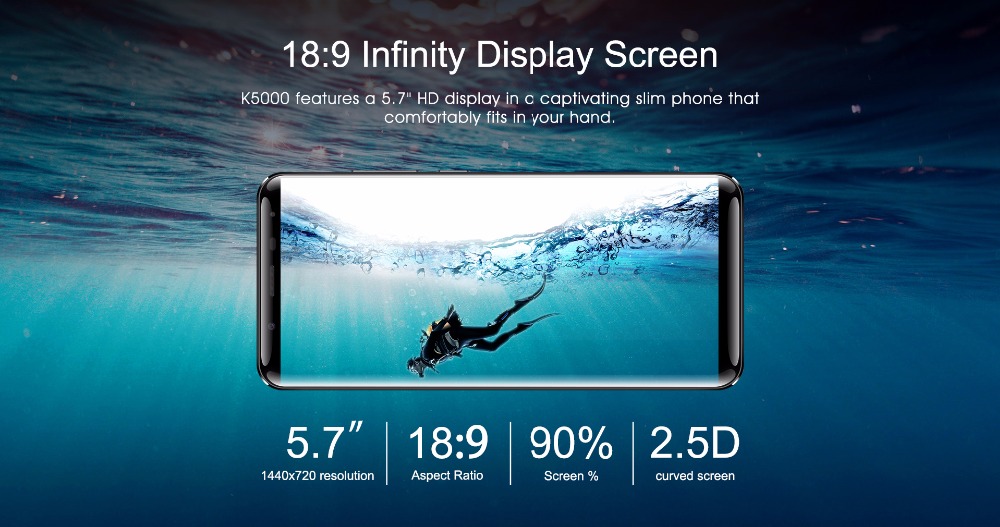 18:9 Infinity Display Screen
K5000 features a 5.7" HD display in c captivating slim phone that
comfortably fits in your hand.
5.7″ 18:9 90% 2.5D
1440x720 resolution Aspect Ratio Screen % curved screen